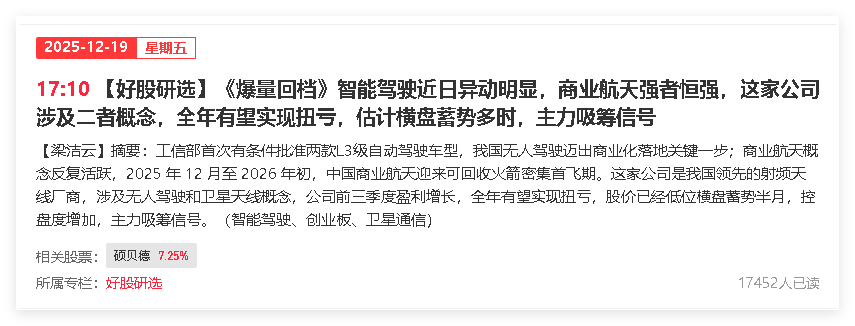 2025-12-19 星期五
17:10 【好股研选】《爆量回档》智能驾驶近日异动明显，商业航天强者恒强，这家公司
涉及二者概念，全年有望实现扭亏，估计横盘蓄势多时，主力吸筹信号
【梁洁云】摘要：工信部首次有条件批准两款L3级自动驾驶车型，我国无人驾驶迈出商业化落地关键一步；商业航天概
念反复活跃，2025 年 12 月至 2026 年初，中国商业航天迎来可回收火箭密集首飞期。这家公司是我国领先的射频天
线厂商，涉及无人驾驶和卫星天线概念，公司前三季度盈利增长，全年有望实现扭亏，股价已经低位横盘蓄势半月，控
盘度增加，主力吸筹信号。（智能驾驶、创业板、卫星通信）
相关股票： 硕贝德 7.25%
所属专栏：好股研选 17452人已读